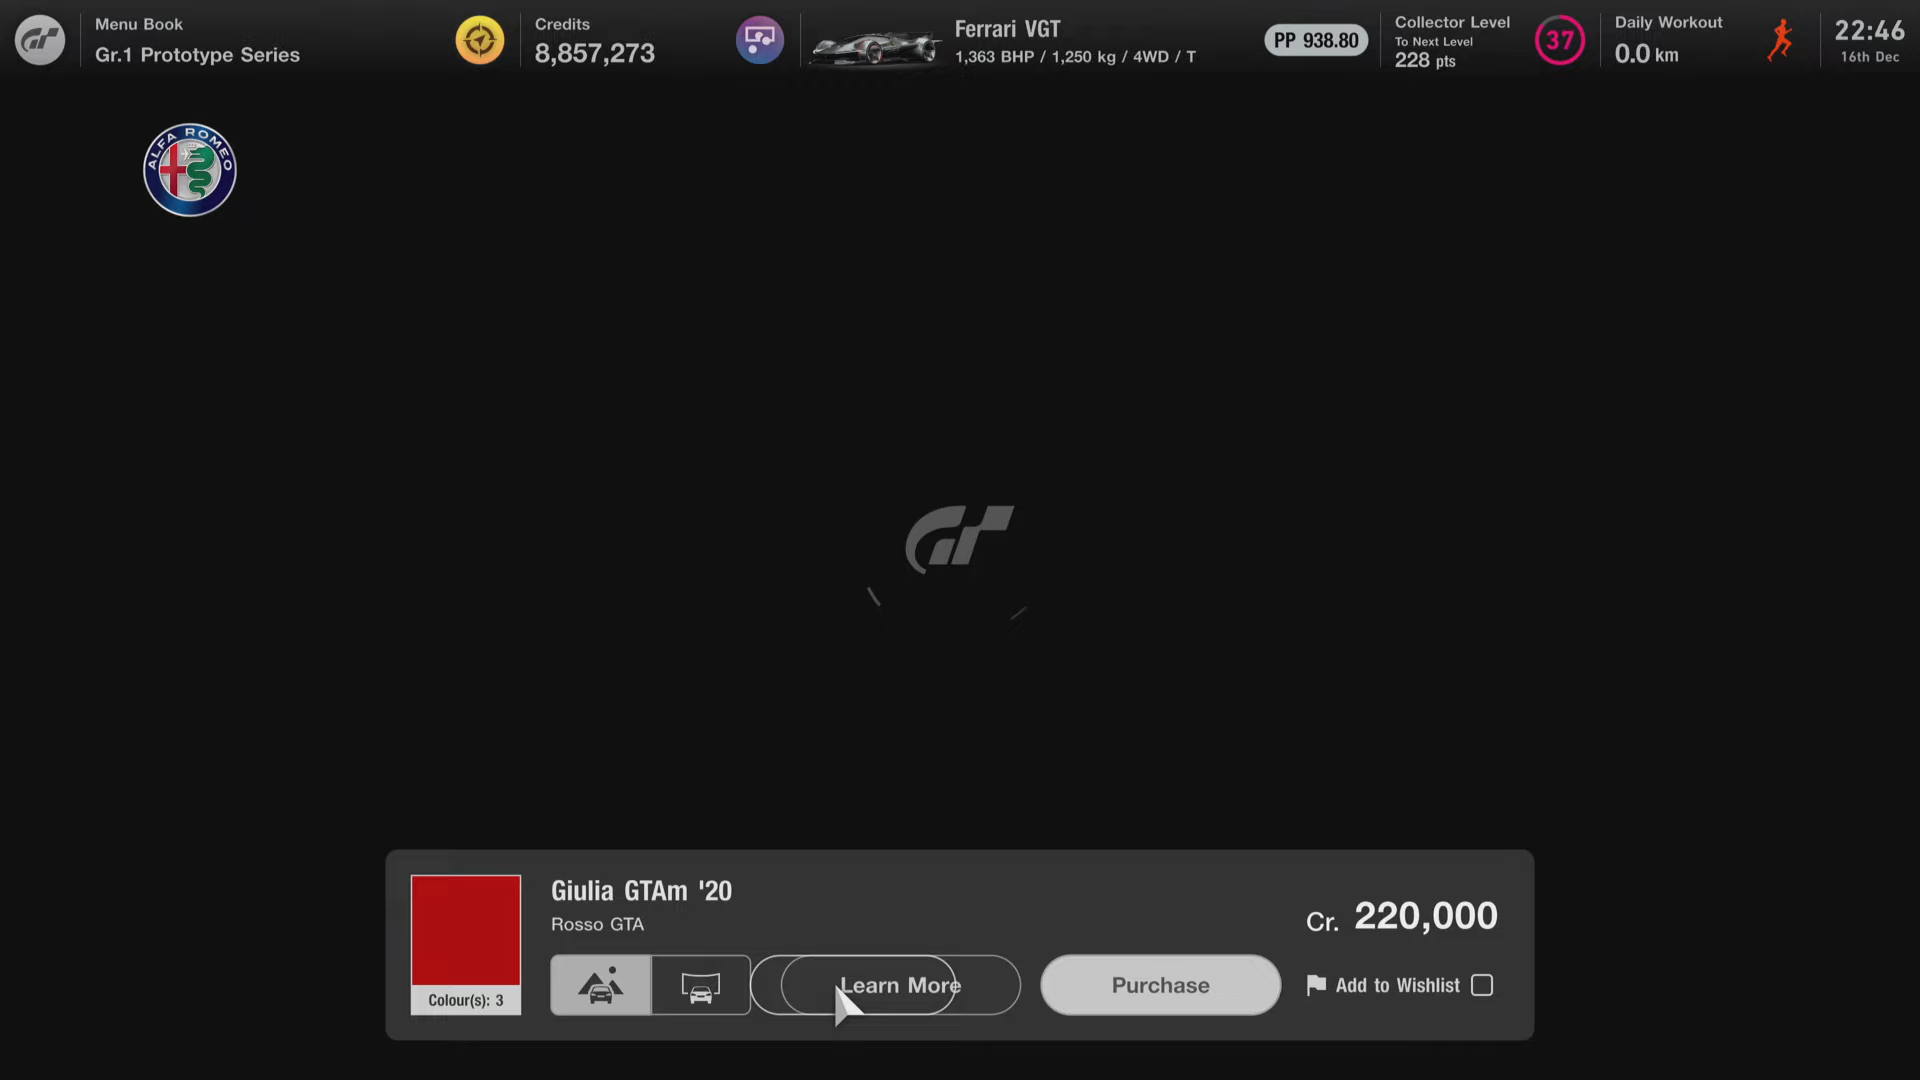 Menu Book
Gr.1 Prototype Series
Credits
8,857,273
Ferrari VGT
1,363 BHP / 1,250 kg / 4WD / T
PP 938.80
Collector Level
To Next Level
228 pts
37
Daily Workout
0.0 km
22:46
16th Dec
ALFA ROMEO
Giulia GTAm '20
Rosso GTA
Cr. 220,000
Colour(s): 3
Learn More
Purchase
Add to Wishlist